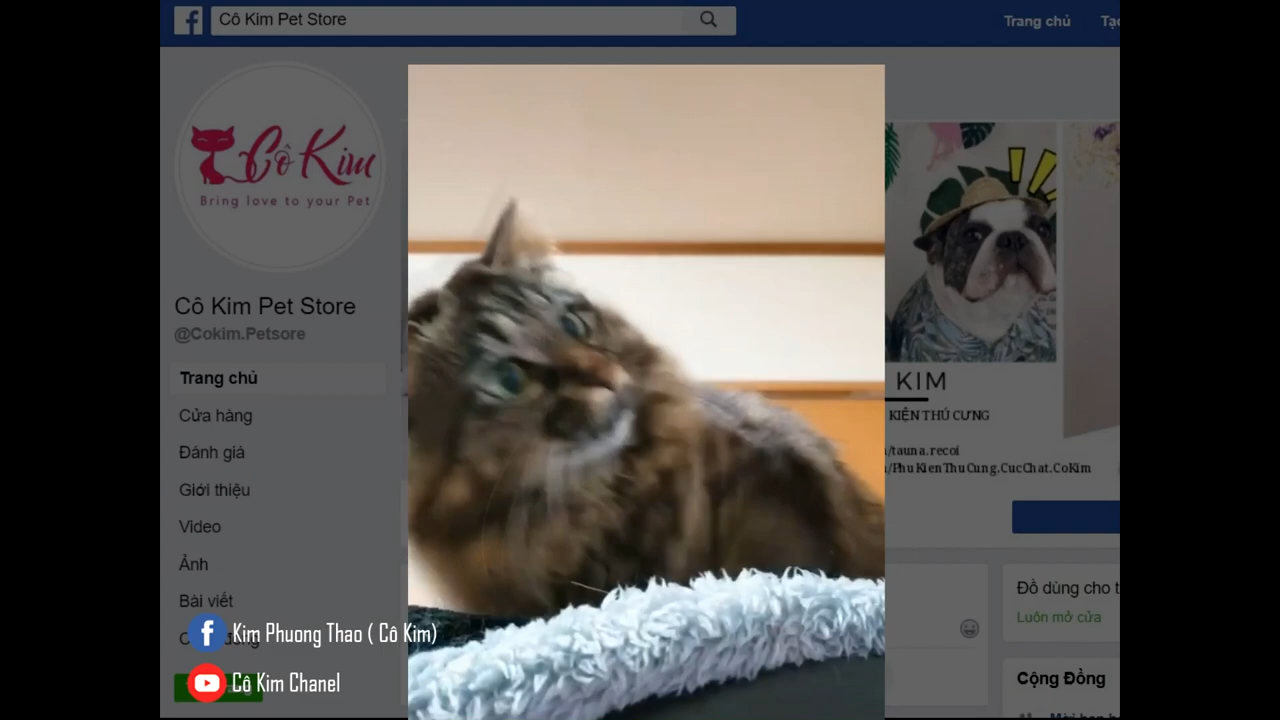 Cô Kim Pet Store
Trang chủ
Cô Kim
Bring love to your Pet
Cô Kim Pet Store
@Cokim.Petsore
Trang chủ
Cửa hàng
Đánh giá
Giới thiệu
Video
Ảnh
Bài viết
KIM
KIỆN THÚ CƯNG
/tauna.recoi
/PhuKienThuCung.CucChat.CoKim
Đồ dùng cho
Luôn mở cửa
Cộng Đồng
Kim Phuong Thao ( Cô Kim)
Cô Kim Chanel